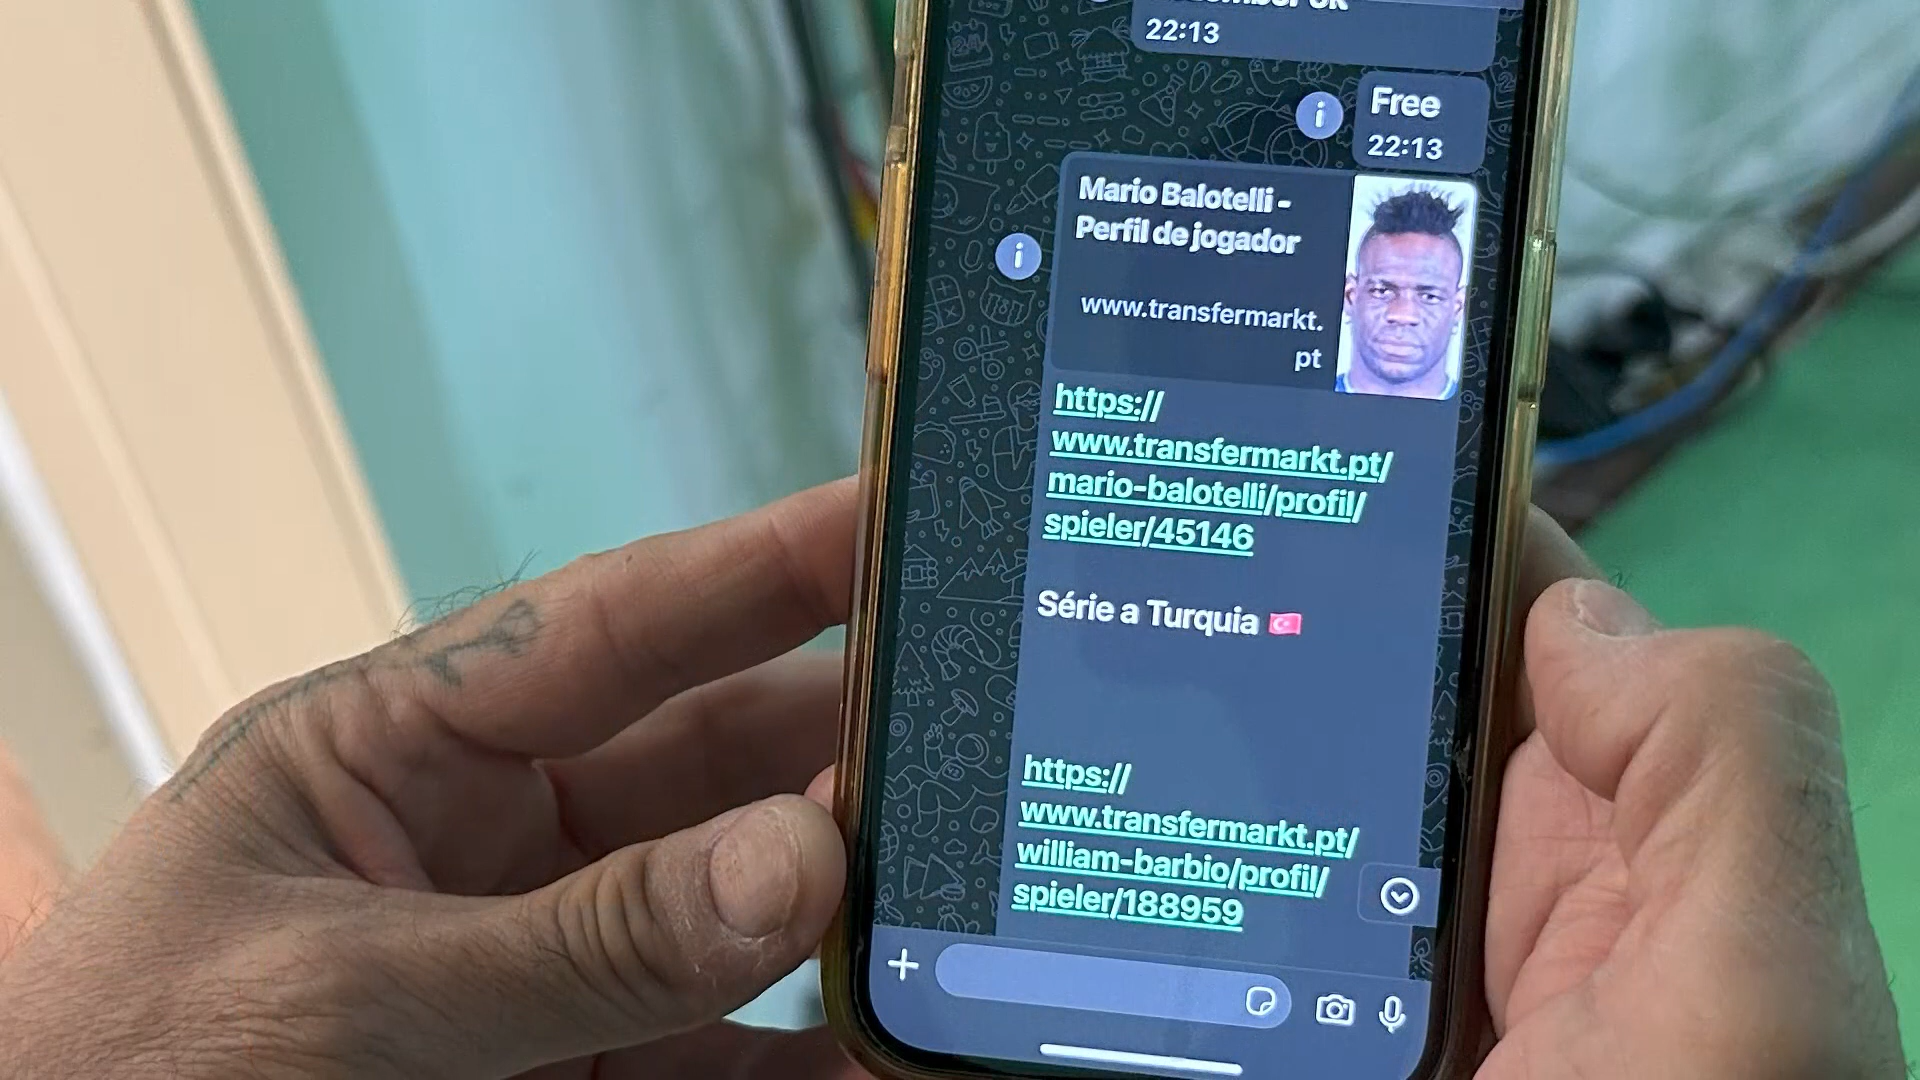 22:13
Free
22:13
Mario Balotelli -
Perfil de jogador
www.transfermarkt.
pt
https://
www.transfermarkt.pt/
mario-balotelli/profil/
spieler/45146
Série a Turquia 🇹🇷
https://
www.transfermarkt.pt/
william-barbio/profil/
spieler/188959